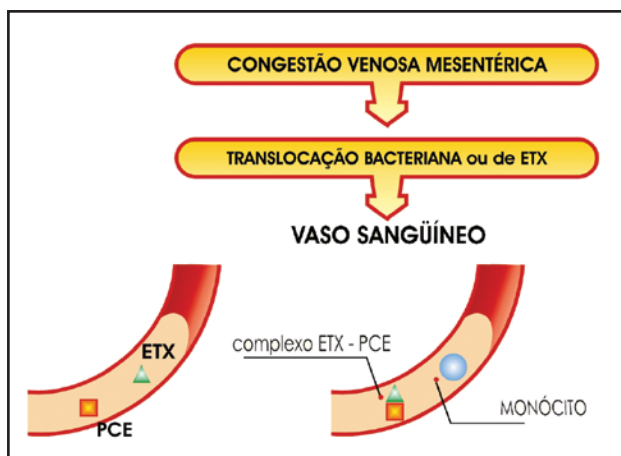 CONGESTÃO VENOSA MESENTÉRICA
TRANSLOCAÇÃO BACTERIANA ou de ETX
VASO SANGÜÍNEO
ETX
PCE
complexo ETX - PCE
MONÓCITO